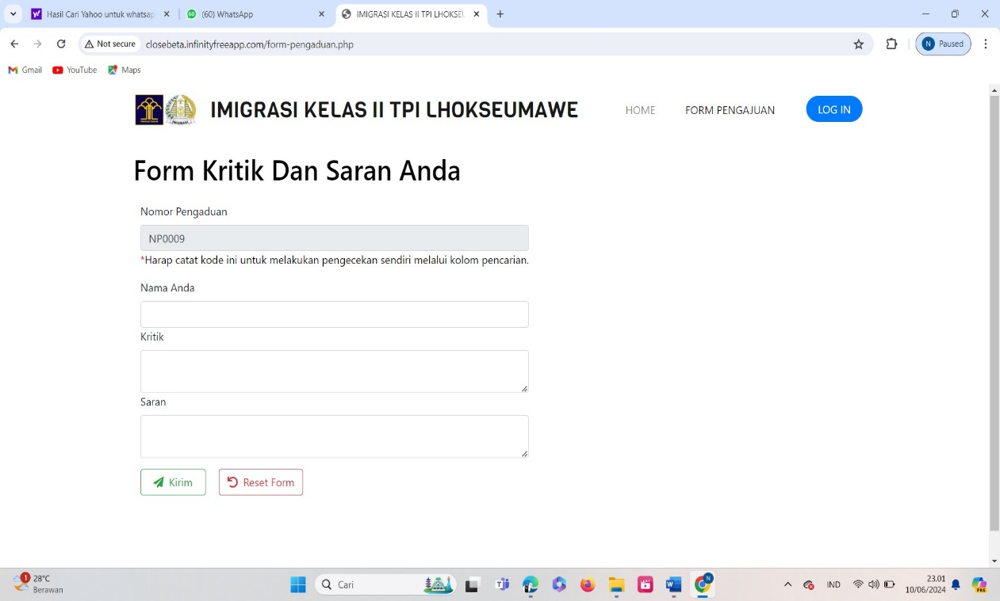 Hasil Cari Yahoo untuk whatsap
(60) WhatsApp
IMIGRASI KELAS II TPI LHOKSEU
Not secure
closebeta.infinityfreeapp.com/form-pengaduan.php
N Paused
Gmail
YouTube
Maps
IMIGRASI KELAS II TPI LHOKSEUMAWE
HOME
FORM PENGAJUAN
LOG IN
Form Kritik Dan Saran Anda
Nomor Pengaduan
NP0009
*Harap catat kode ini untuk melakukan pengecekan sendiri melalui kolom pencarian.
Nama Anda
Kritik
Saran
Kirim
Reset Form
1
28°C
Berawan
Cari
IND
23.01
10/06/2024
PRE